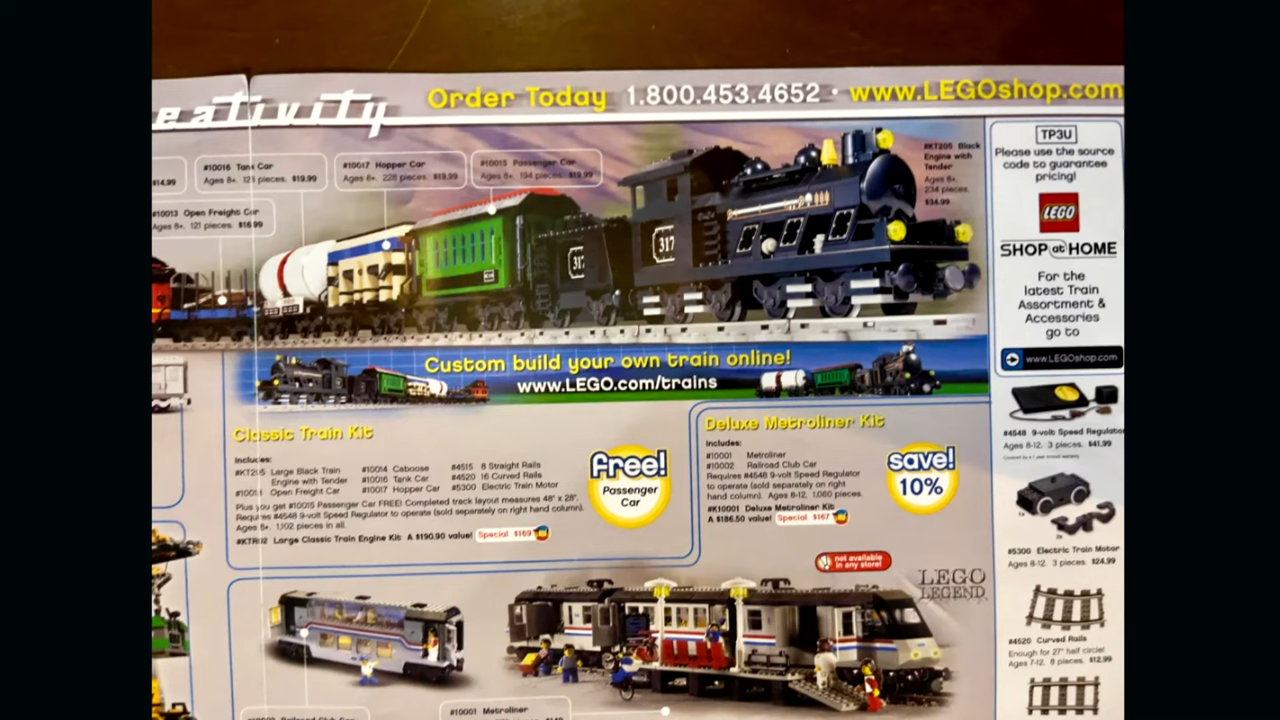 eativity
Order Today 1.800.453.4652 • www.LEGOshop.com
$14.99
#10016 Tank Car
Ages 8+. 121 pieces. $19.99
#10017 Hopper Car
Ages 8+. 228 pieces. $19.99
#10015 Passenger Car
Ages 8+. 194 pieces. $19.99
#KT205 Black
Engine with
Tender
Ages 8+.
234 pieces.
$34.99
#10013 Open Freight Car
Ages 8+. 121 pieces. $16.99
317
317
TP3U
Please use the source
code to guarantee
pricing!
LEGO
SHOP at HOME
For the
latest Train
Assortment &
Accessories
go to
www.LEGOshop.com
Custom build your own train online!
www.LEGO.com/trains
Classic Train Kit
Includes:
Large Black Train
Engine with Tender
Open Freight Car
#10014 Caboose
#10016 Tank Car
#10017 Hopper Car
#4515 8 Straight Rails
#4520 16 Curved Rails
#5300 Electric Train Motor
Plus you get #10015 Passenger Car FREE! Completed track layout measures 48" x 28".
Requires #4548 9-volt Speed Regulator to operate (sold separately on right hand column).
Ages 8+. 1,102 pieces in all.
Large Classic Train Engine Kit A $190.90 value! Special $169
free!
Passenger
Car
Deluxe Metroliner Kit
Includes:
#10001 Metroliner
#10002 Railroad Club Car
Requires #4548 9-volt Speed Regulator
to operate (sold separately on right
hand column). Ages 8-12. 1,060 pieces.
#K10001 Deluxe Metroliner Kit
A $186.50 value! Special $167
save!
10%
#4548 9-volt Speed Regulator
Ages 8-12. 3 pieces. $41.99
1x
2x
#5300 Electric Train Motor
Ages 8-12. 3 pieces. $24.99
#4520 Curved Rails
Enough for 27" half circle!
Ages 7-12. 8 pieces. $12.99
not available
in any store!
LEGO
LEGEND
Railroad Club Car
#10001 Metroliner